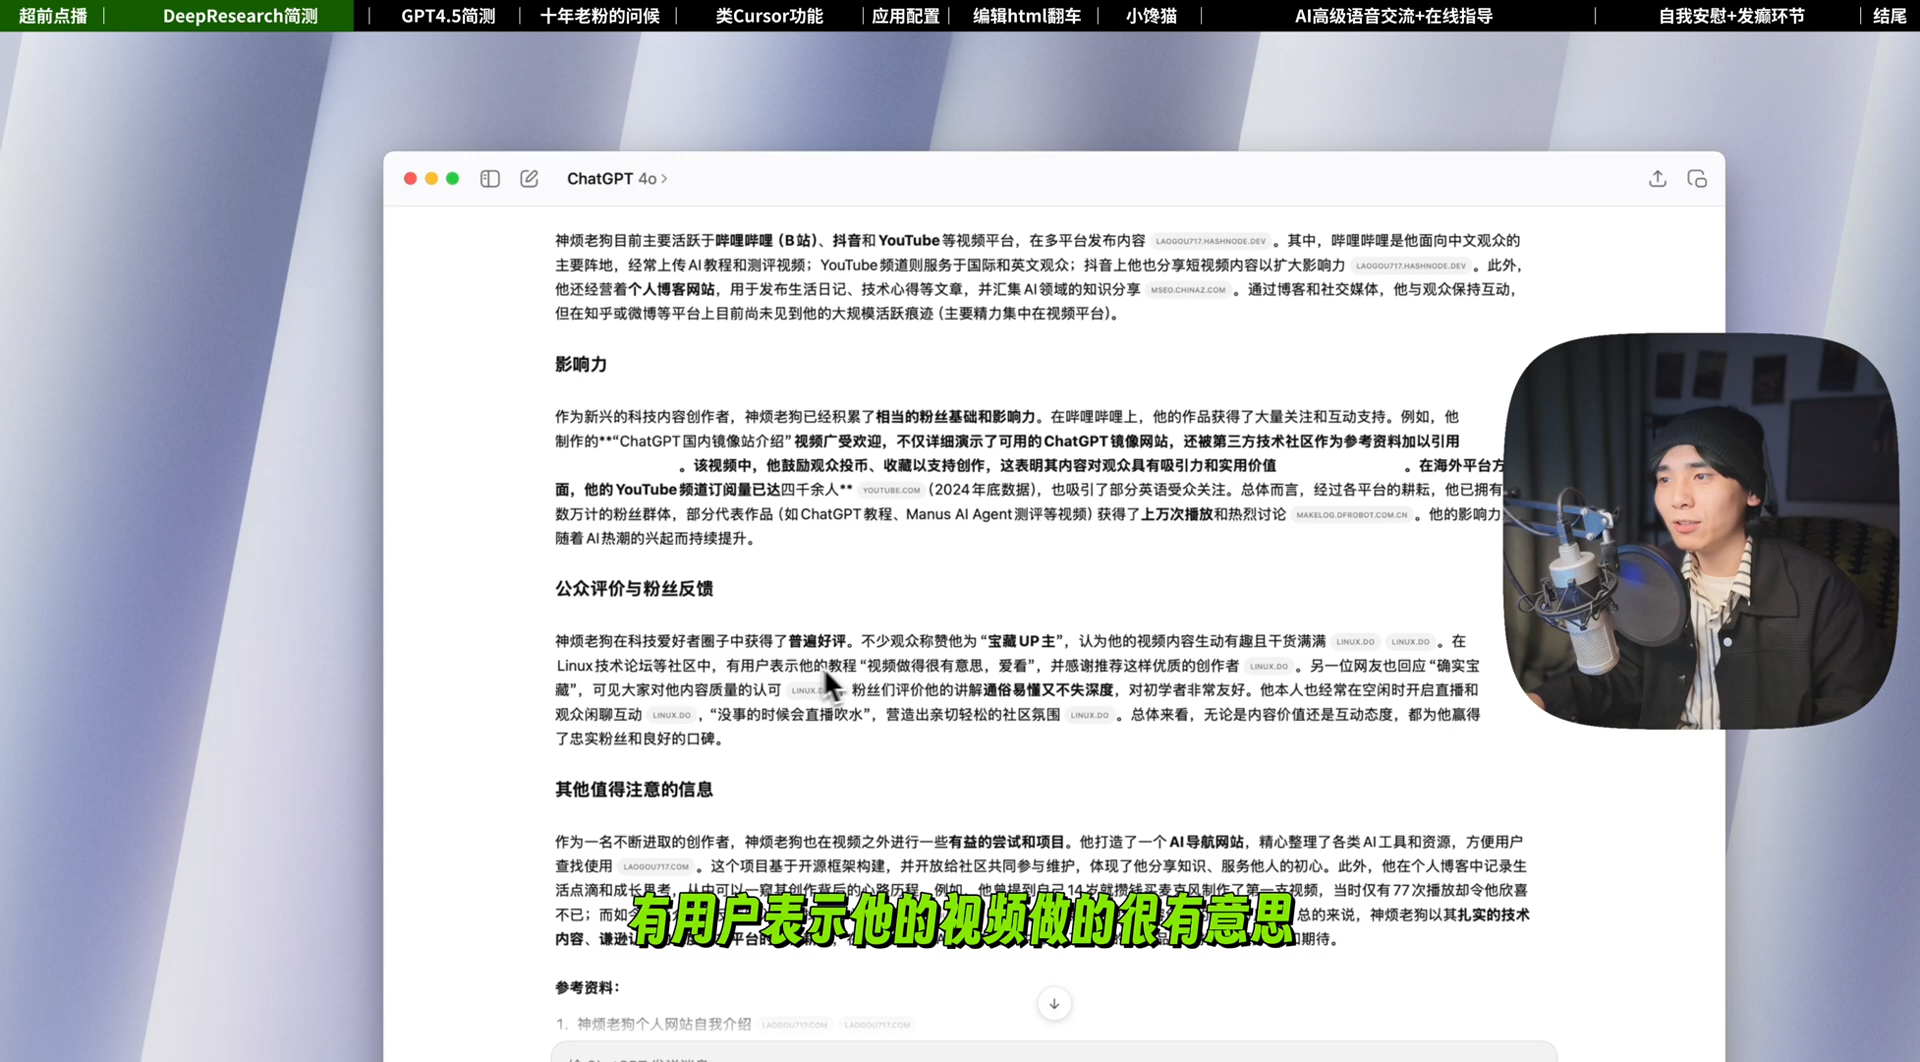 超前点播 | DeepResearch简测 | GPT4.5简测 | 十年老粉的问候 | 类Cursor功能 | 应用配置 | 编辑html翻车 | 小馋猫 | AI高级语音交流+在线指导 | 自我安慰+发癫环节 | 结尾
ChatGPT 4o >
神烦老狗目前主要活跃于哔哩哔哩（B站）、抖音和YouTube等视频平台，在多平台发布内容 LAOGOU717.HASHNODE.DEV 。其中，哔哩哔哩是他面向中文观众的
主要阵地，经常上传AI教程和测评视频；YouTube频道则服务于国际和英文观众；抖音上他也分享短视频内容以扩大影响力 LAOGOU717.HASHNODE.DEV 。此外，
他还经营着个人博客网站，用于发布生活日记、技术心得等文章，并汇集AI领域的知识分享 MSEO.CHINAZ.COM 。通过博客和社交媒体，他与观众保持互动，
但在知乎或微博等平台上目前尚未见到他的大规模活跃痕迹（主要精力集中在视频平台）。
影响力
作为新兴的科技内容创作者，神烦老狗已经积累了相当的粉丝基础和影响力。在哔哩哔哩上，他的作品获得了大量关注和互动支持。例如，他
制作的**“ChatGPT国内镜像站介绍”视频广受欢迎，不仅详细演示了可用的ChatGPT镜像网站，还被第三方技术社区作为参考资料加以引用
。该视频中，他鼓励观众投币、收藏以支持创作，这表明其内容对观众具有吸引力和实用价值 。在海外平台方
面，他的YouTube频道订阅量已达四千余人** YOUTUBE.COM （2024年底数据），也吸引了部分英语受众关注。总体而言，经过各平台的耕耘，他已拥有
数万计的粉丝群体，部分代表作品（如ChatGPT教程、Manus AI Agent测评等视频）获得了上万次播放和热烈讨论 MAKELOG.DFROBOT.COM.CN 。他的影响力
随着AI热潮的兴起而持续提升。
公众评价与粉丝反馈
神烦老狗在科技爱好者圈子中获得了普遍好评。不少观众称赞他为“宝藏UP主”，认为他的视频内容生动有趣且干货满满 LINUX.DO LINUX.DO 。在
Linux技术论坛等社区中，有用户表示他的教程“视频做得很有意思，爱看”，并感谢推荐这样优质的创作者 LINUX.DO 。另一位网友也回应“确实宝
藏”，可见大家对他内容质量的认可 粉丝们评价他的讲解通俗易懂又不失深度，对初学者非常友好。他本人也经常在空闲时开启直播和
观众闲聊互动 LINUX.DO ，“没事的时候会直播吹水”，营造出亲切轻松的社区氛围 LINUX.DO 。总体来看，无论是内容价值还是互动态度，都为他赢得
了忠实粉丝和良好的口碑。
其他值得注意的信息
作为一名不断进取的创作者，神烦老狗也在视频之外进行一些有益的尝试和项目。他打造了一个AI导航网站，精心整理了各类AI工具和资源，方便用户
查找使用 LAOGOU717.COM 。这个项目基于开源框架构建，并开放给社区共同参与维护，体现了他分享知识、服务他人的初心。此外，他在个人博客中记录生
活点滴和成长思考，从中可以一窥其创作背后的心路历程。例如，他曾提到自己14岁就攒钱买麦克风制作了第一支视频，当时仅有77次播放却令他欣喜
不已；而如 总的来说，神烦老狗以其扎实的技术
内容、谦逊 平台的 期待。
有用户表示他的视频做的很有意思
参考资料：
1. 神烦老狗个人网站自我介绍 LAOGOU717.COM LAOGOU717.COM